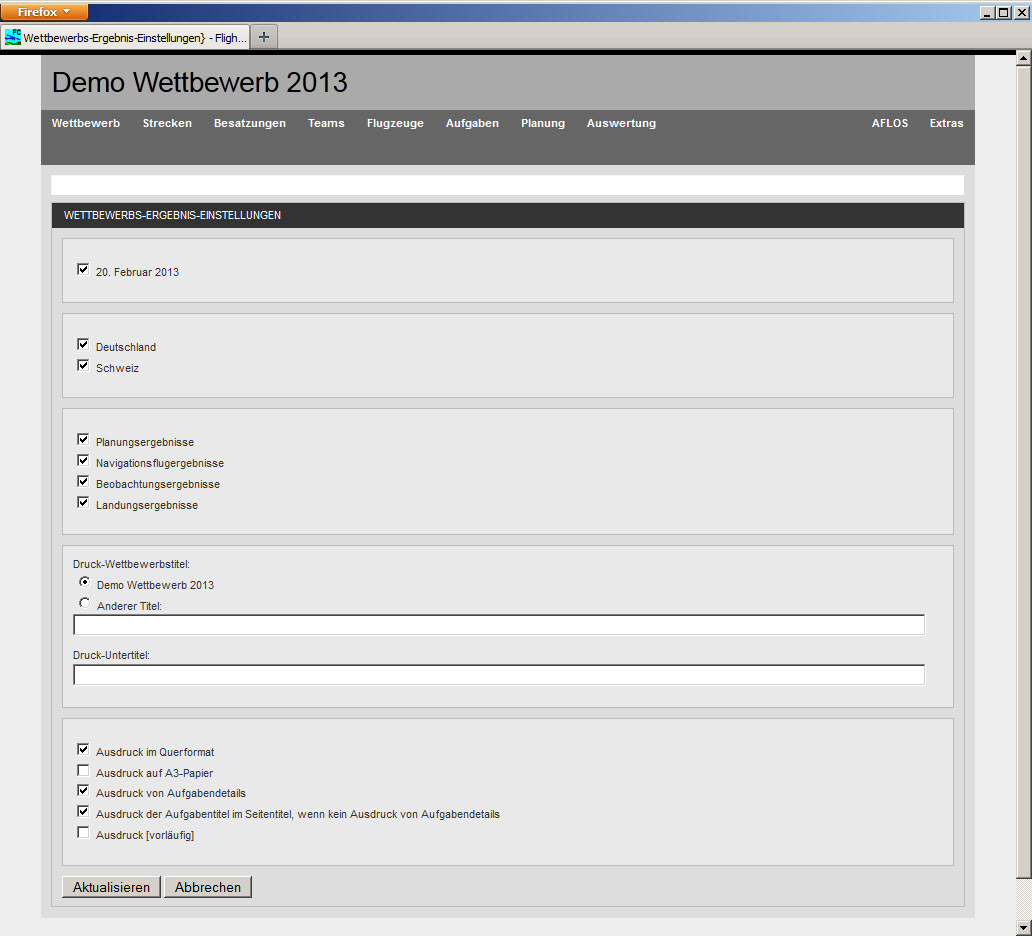 Firefox
Wettbewerbs-Ergebnis-Einstellungen} - Fligh...
Demo Wettbewerb 2013
Wettbewerb Strecken Besatzungen Teams Flugzeuge Aufgaben Planung Auswertung AFLOS Extras
WETTBEWERBS-ERGEBNIS-EINSTELLUNGEN
20. Februar 2013
Deutschland
Schweiz
Planungsergebnisse
Navigationsflugergebnisse
Beobachtungsergebnisse
Landungsergebnisse
Druck-Wettbewerbstitel:
Demo Wettbewerb 2013
Anderer Titel:
Druck-Untertitel:
Ausdruck im Querformat
Ausdruck auf A3-Papier
Ausdruck von Aufgabendetails
Ausdruck der Aufgabentitel im Seitentitel, wenn kein Ausdruck von Aufgabendetails
Ausdruck [vorläufig]
Aktualisieren Abbrechen